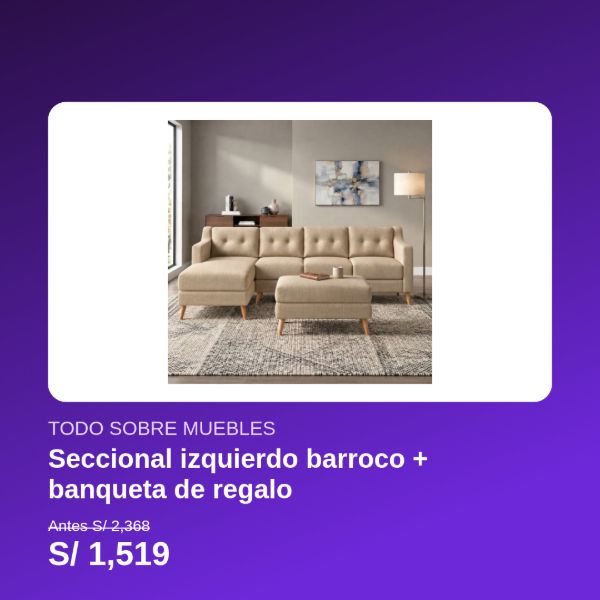 TODO SOBRE MUEBLES
Seccional izquierdo barroco +
banqueta de regalo
Antes S/ 2,368
S/ 1,519